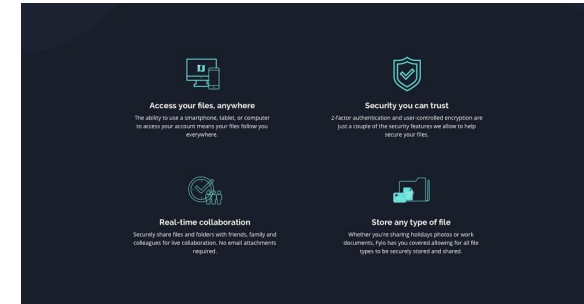 Access your files, anywhere
The ability to use a smartphone, tablet, or computer
to access your account means your files follow you
everywhere.
Security you can trust
2-factor authentication and user-controlled encryption are
just a couple of the security features we allow to help
secure your files.
Real-time collaboration
Securely share files and folders with friends, family and
colleagues for live collaboration. No email attachments
required.
Store any type of file
Whether you're sharing holidays photos or work
documents, Fylo has you covered allowing for all file
types to be securely stored and shared.